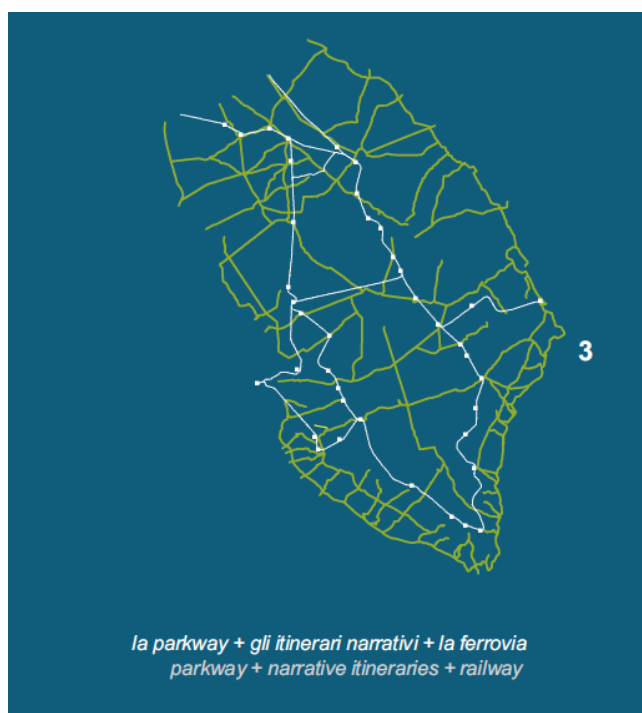 3
la parkway + gli itinerari narrativi + la ferrovia
parkway + narrative itineraries + railway